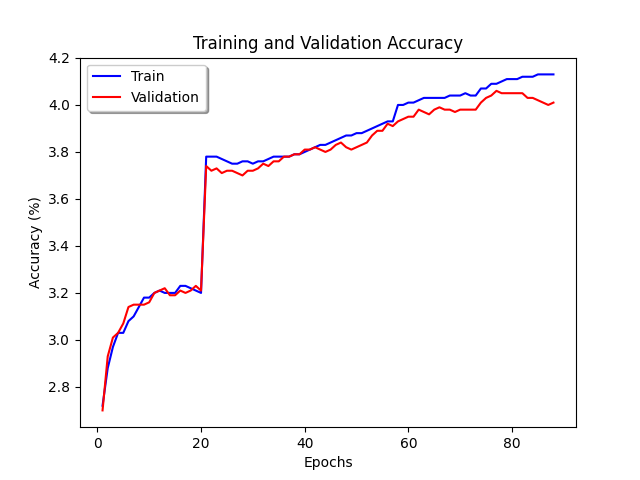 Training and Validation Accuracy
Train
Validation
Accuracy (%)
4.2
4.0
3.8
3.6
3.4
3.2
3.0
2.8
0 20 40 60 80
Epochs